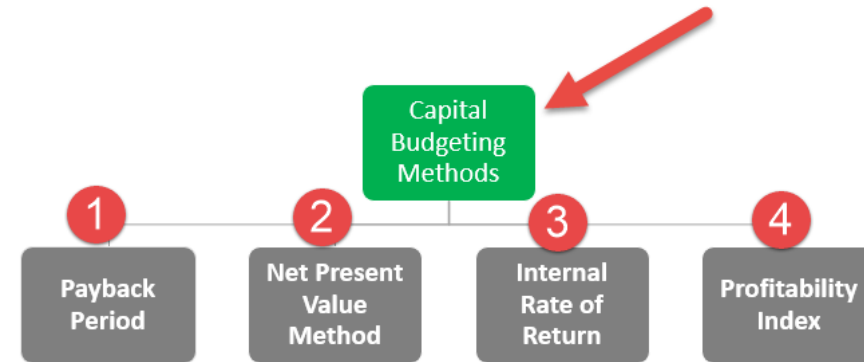 Capital
Budgeting
Methods
1
2
3
4
Payback
Period
Net Present
Value
Method
Internal
Rate of
Return
Profitability
Index